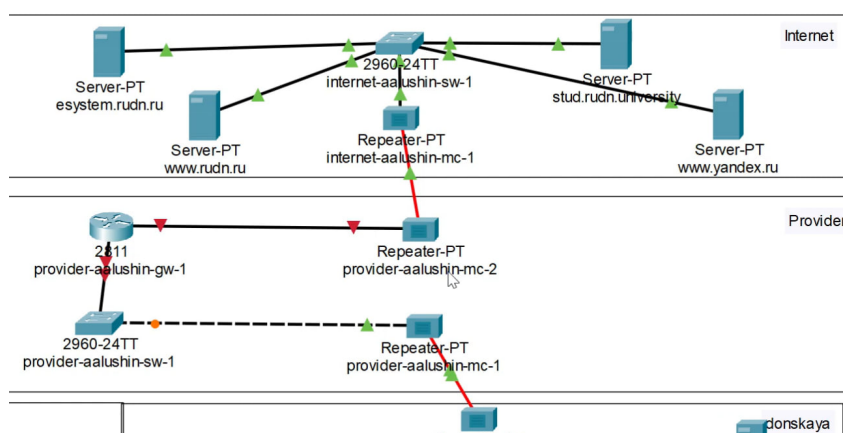 Internet
Server-PT
esystem.rudn.ru
2960-24TT
internet-aalushin-sw-1
Server-PT
stud.rudn.university
Server-PT
www.rudn.ru
Repeater-PT
internet-aalushin-mc-1
Server-PT
www.yandex.ru
Provider
2811
provider-aalushin-gw-1
Repeater-PT
provider-aalushin-mc-2
2960-24TT
provider-aalushin-sw-1
Repeater-PT
provider-aalushin-mc-1
donskaya